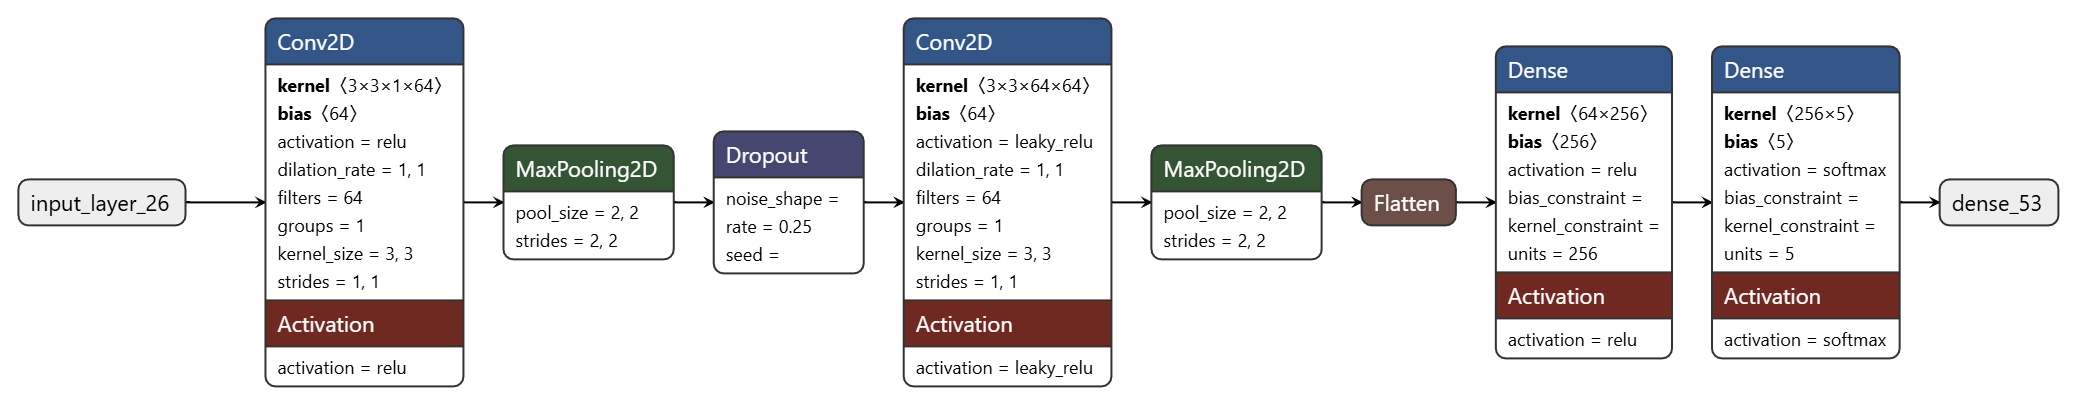 input_layer_26
Conv2D
kernel〈3×3×1×64〉
bias〈64〉
activation = relu
dilation_rate = 1, 1
filters = 64
groups = 1
kernel_size = 3, 3
strides = 1, 1
Activation
activation = relu
MaxPooling2D
pool_size = 2, 2
strides = 2, 2
Dropout
noise_shape =
rate = 0.25
seed =
Conv2D
kernel〈3×3×64×64〉
bias〈64〉
activation = leaky_relu
dilation_rate = 1, 1
filters = 64
groups = 1
kernel_size = 3, 3
strides = 1, 1
Activation
activation = leaky_relu
MaxPooling2D
pool_size = 2, 2
strides = 2, 2
Flatten
Dense
kernel〈64×256〉
bias〈256〉
activation = relu
bias_constraint =
kernel_constraint =
units = 256
Activation
activation = relu
Dense
kernel〈256×5〉
bias〈5〉
activation = softmax
bias_constraint =
kernel_constraint =
units = 5
Activation
activation = softmax
dense_53